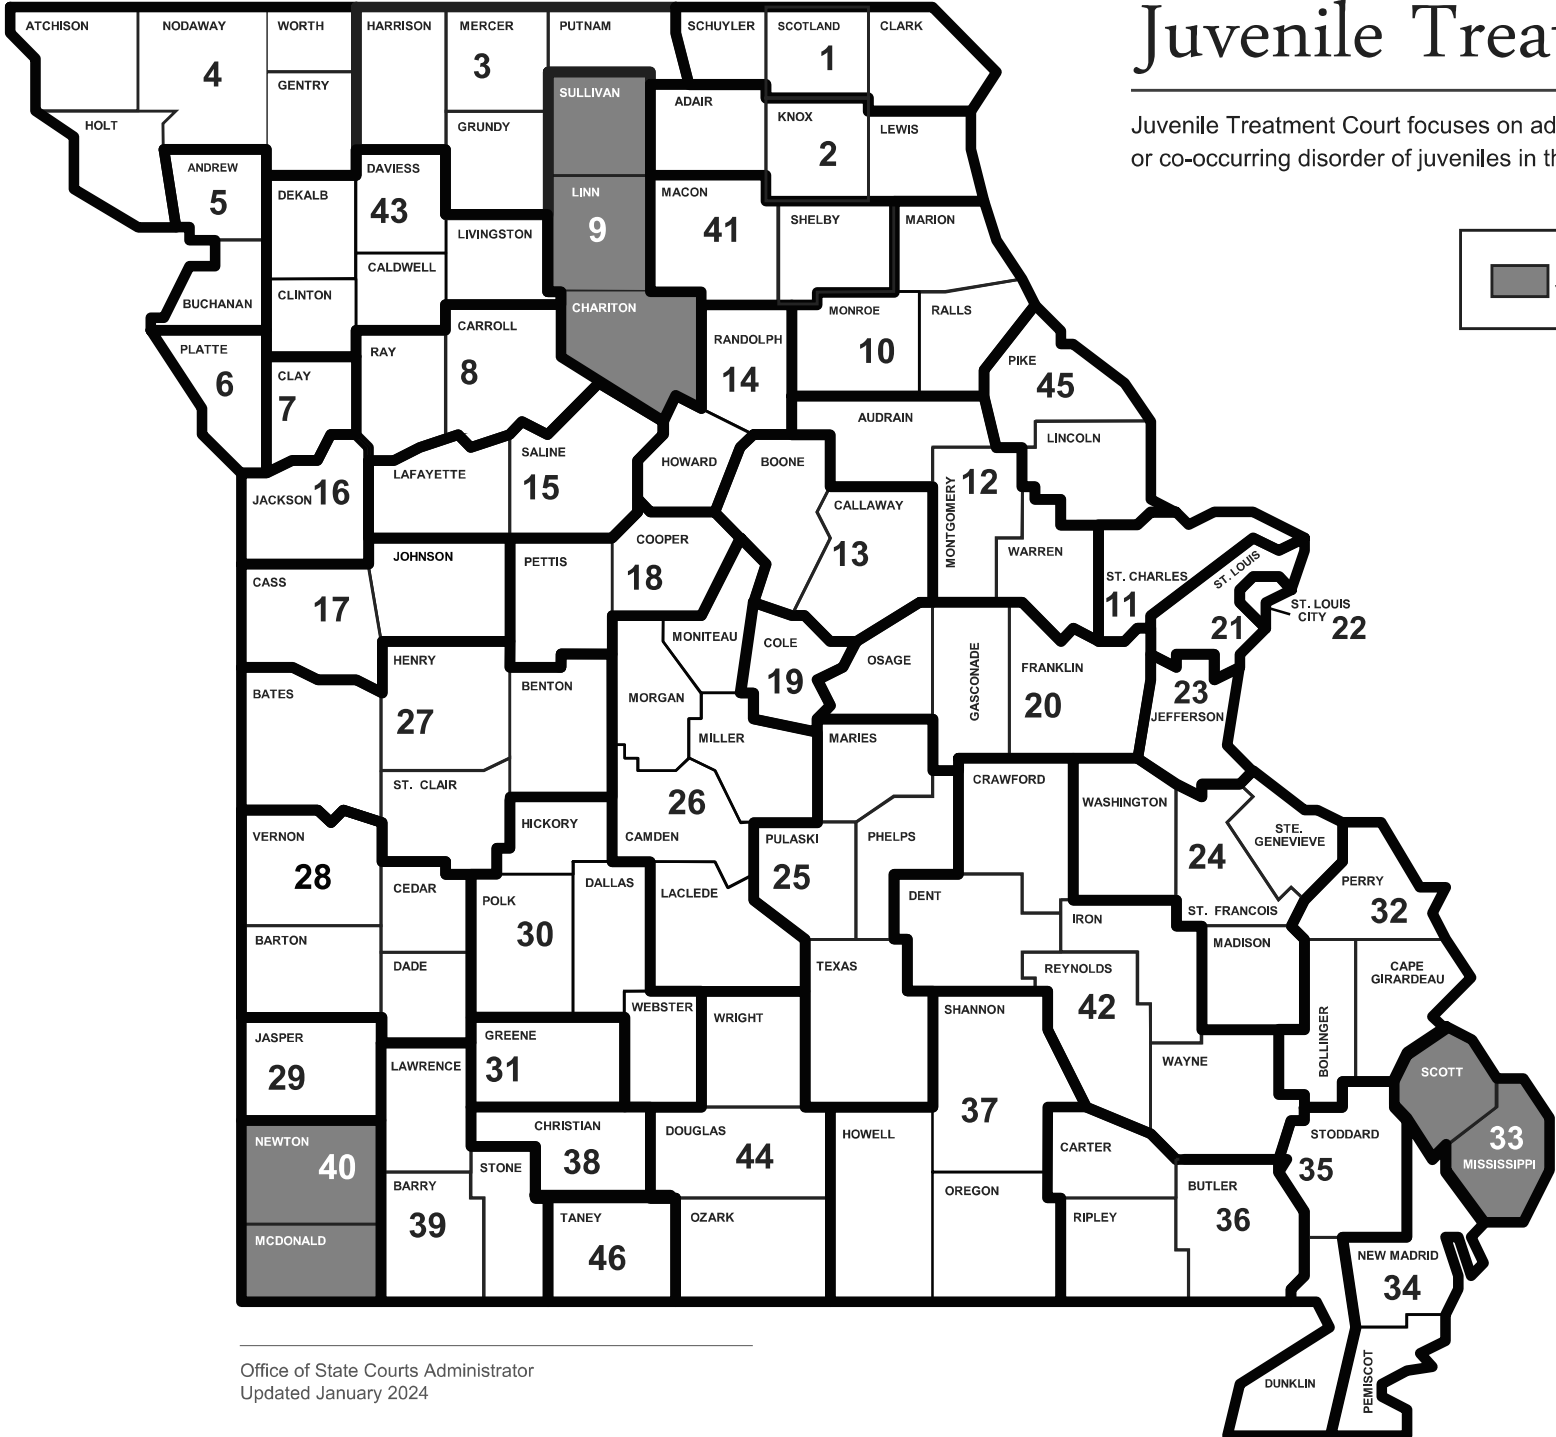 Juvenile Trea
Juvenile Treatment Court focuses on ad
or co-occurring disorder of juveniles in th
ATCHISON
NODAWAY
WORTH
HARRISON
MERCER
PUTNAM
SCHUYLER
SCOTLAND
CLARK
4
3
1
GENTRY
SULLIVAN
ADAIR
HOLT
GRUNDY
KNOX
LEWIS
2
ANDREW
DAVIESS
5
DEKALB
43
LINN
9
MACON
41
SHELBY
MARION
LIVINGSTON
CALDWELL
BUCHANAN
CLINTON
CHARITON
CARROLL
MONROE
RALLS
PLATTE
RAY
RANDOLPH
10
PIKE
6
CLAY
8
14
45
7
AUDRAIN
LINCOLN
SALINE
HOWARD
BOONE
LAFAYETTE
15
12
JACKSON 16
CALLAWAY
MONTGOMERY
COOPER
JOHNSON
PETTIS
13
WARREN
ST. LOUIS
CASS
18
ST. CHARLES
17
11
ST. LOUIS
CITY
22
21
MONITEAU
COLE
HENRY
OSAGE
GASCONADE
FRANKLIN
BATES
BENTON
MORGAN
19
20
23
27
JEFFERSON
MILLER
MARIES
ST. CLAIR
CRAWFORD
26
WASHINGTON
HICKORY
VERNON
CAMDEN
PULASKI
PHELPS
STE.
GENEVIEVE
28
25
24
CEDAR
DALLAS
LACLEDE
DENT
PERRY
POLK
IRON
ST. FRANCOIS
32
BARTON
30
MADISON
DADE
TEXAS
REYNOLDS
CAPE
GIRARDEAU
WEBSTER
42
WRIGHT
SHANNON
JASPER
GREENE
BOLLINGER
29
LAWRENCE
31
WAYNE
SCOTT
37
CHRISTIAN
DOUGLAS
HOWELL
STODDARD
33
NEWTON
40
38
44
CARTER
MISSISSIPPI
STONE
35
BARRY
OREGON
BUTLER
39
TANEY
OZARK
RIPLEY
36
MCDONALD
46
NEW MADRID
34
DUNKLIN
PEMISCOT
Office of State Courts Administrator
Updated January 2024